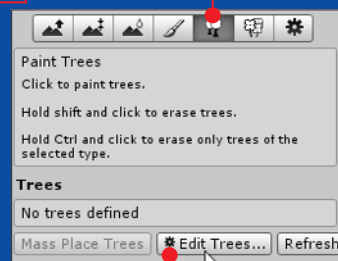 Paint Trees
Click to paint trees.
Hold shift and click to erase trees.
Hold Ctrl and click to erase only trees of the
selected type.
Trees
No trees defined
Mass Place Trees Edit Trees... Refresh